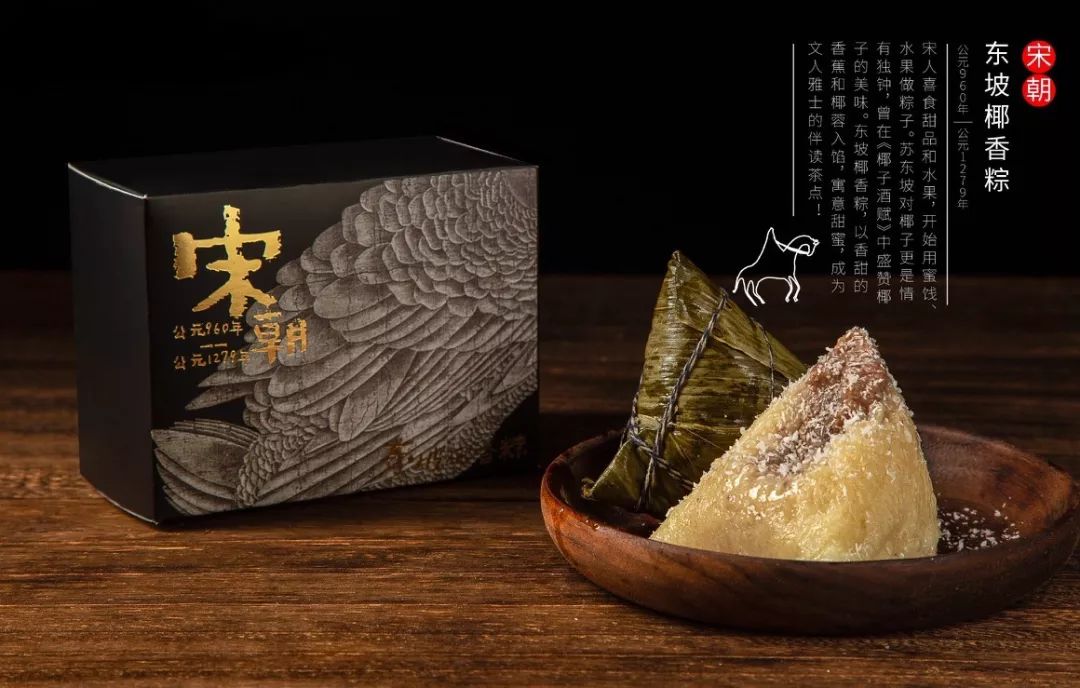 宋朝
东坡椰香粽
公元960年—公元1279年
宋人喜食甜品和水果，开始用蜜饯、
水果做粽子。苏东坡对椰子更是情
有独钟，曾在《椰子酒赋》中盛赞椰
子的美味。东坡椰香粽，以香甜的
香蕉和椰蓉入馅，寓意甜蜜，成为
文人雅士的伴读茶点！
宋朝
公元960年
—
公元1279年